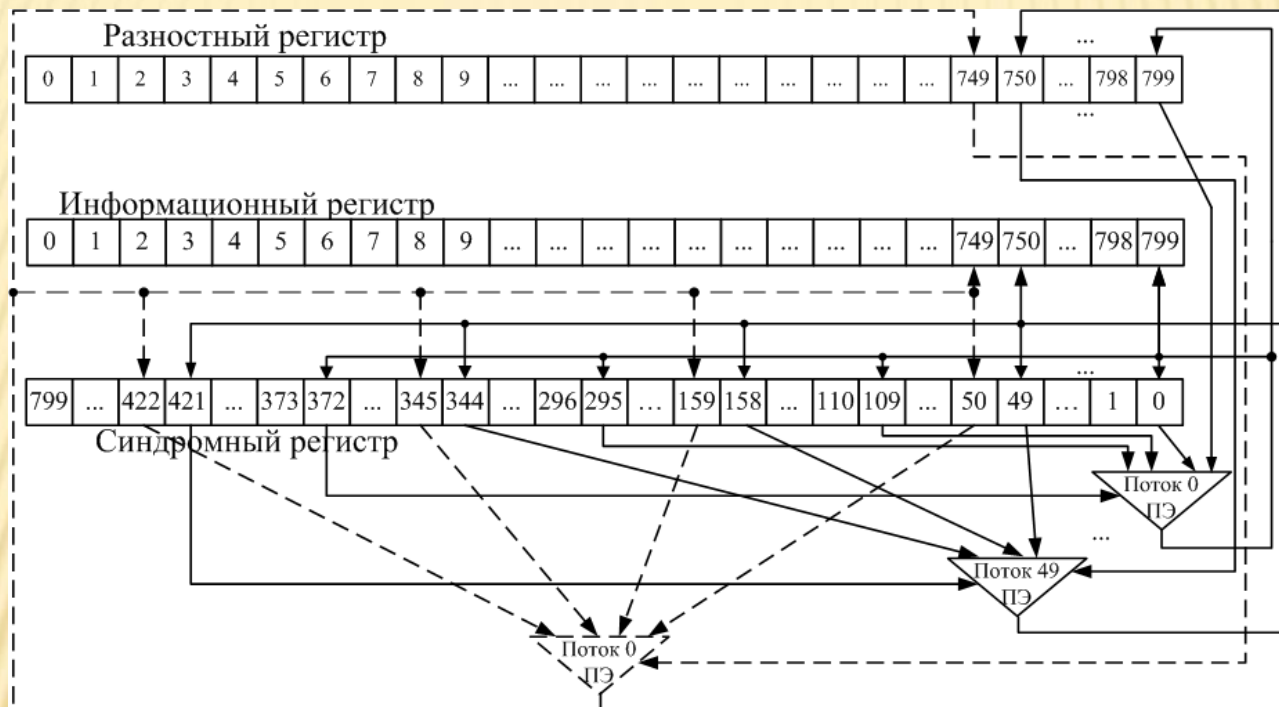 Разностный регистр
...
0 1 2 3 4 5 6 7 8 9 ... ... ... ... ... ... ... ... ... ... 749 750 ... 798 799
...
Информационный регистр
0 1 2 3 4 5 6 7 8 9 ... ... ... ... ... ... ... ... ... ... 749 750 ... 798 799
...
799 ... 422 421 ... 373 372 ... 345 344 ... 296 295 ... 159 158 ... 110 109 ... 50 49 ... 1 0
Синдромный регистр
Поток 0
ПЭ
...
Поток 49
ПЭ
Поток 0
ПЭ